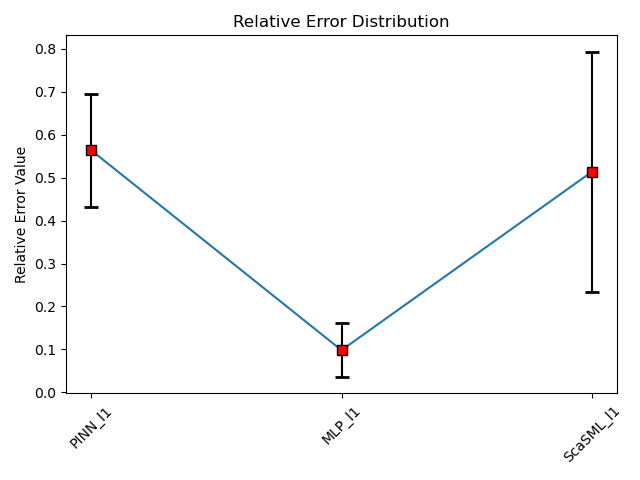 Relative Error Distribution
Relative Error Value
0.8
0.7
0.6
0.5
0.4
0.3
0.2
0.1
0.0
PINN_l1
MLP_l1
ScaSML_l1